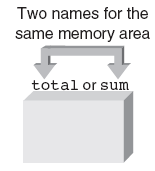 Two names for the
same memory area
total or sum